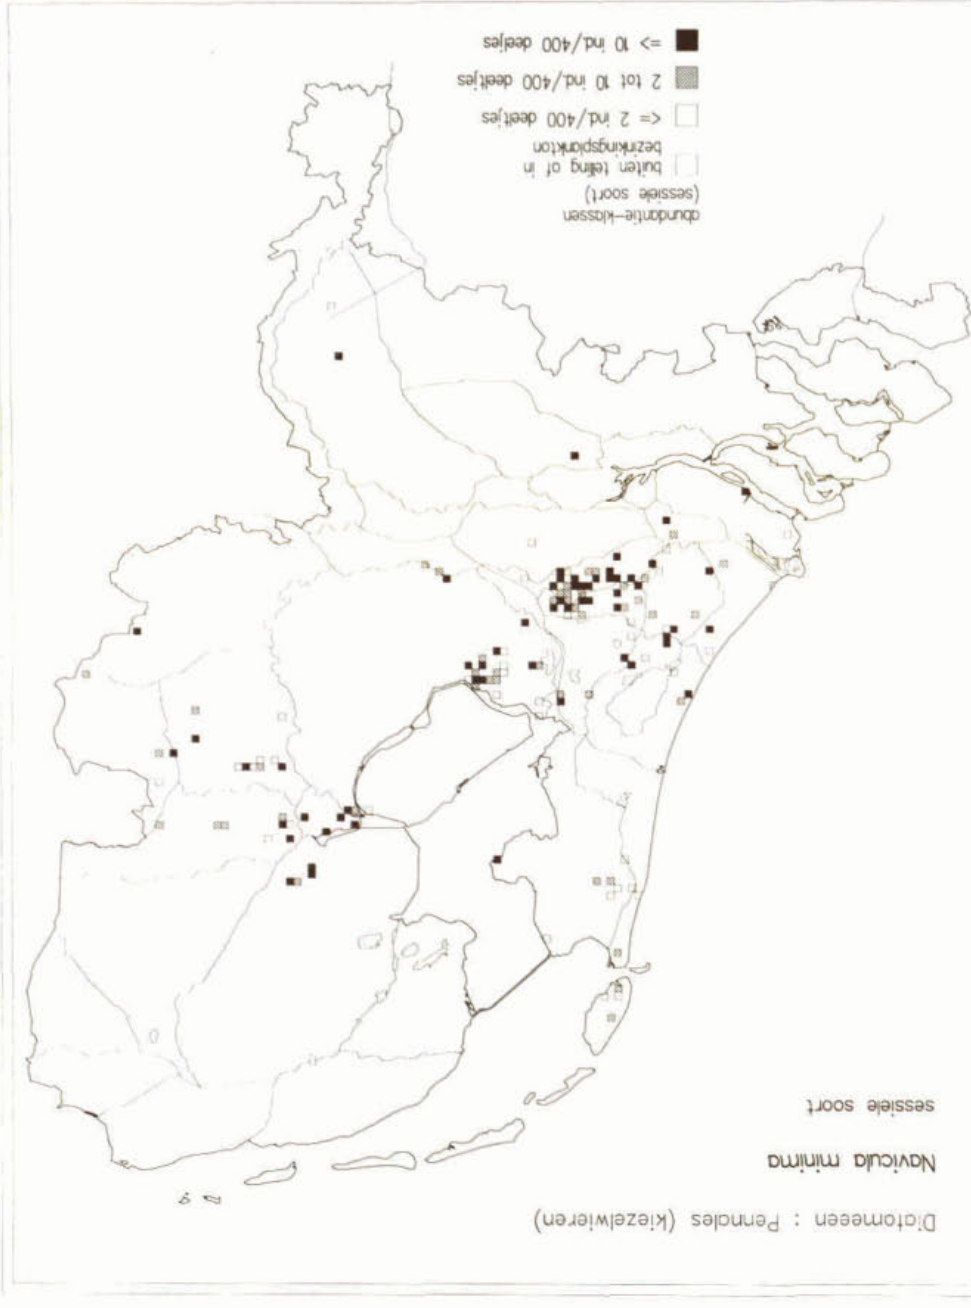 Diatomeeen : Pennales (kiezelwieren)
Navicula minima
sessiele soort
abundantie-klassen
(sessiele soort)
buiten telling of in
bezinkingsplankton
<= 2 ind./400 deeltjes
2 tot 10 ind./400 deeltjes
=> 10 ind./400 deeltjes